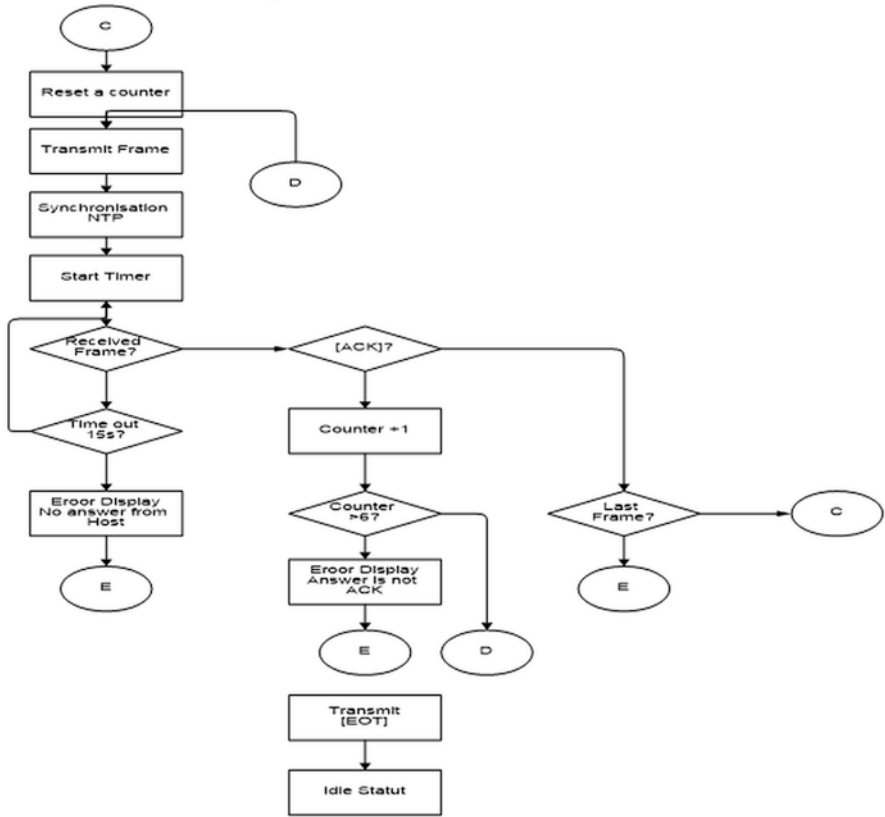 C
Reset a counter
Transmit Frame
D
Synchronisation
NTP
Start Timer
Received
Frame?
[ACK]?
Time out
15s?
Counter +1
Eroor Display
No answer from
Host
Counter
>6?
Last
Frame?
C
Eroor Display
Answer is not
ACK
E
E
E
D
Transmit
[EOT]
Idle Statut